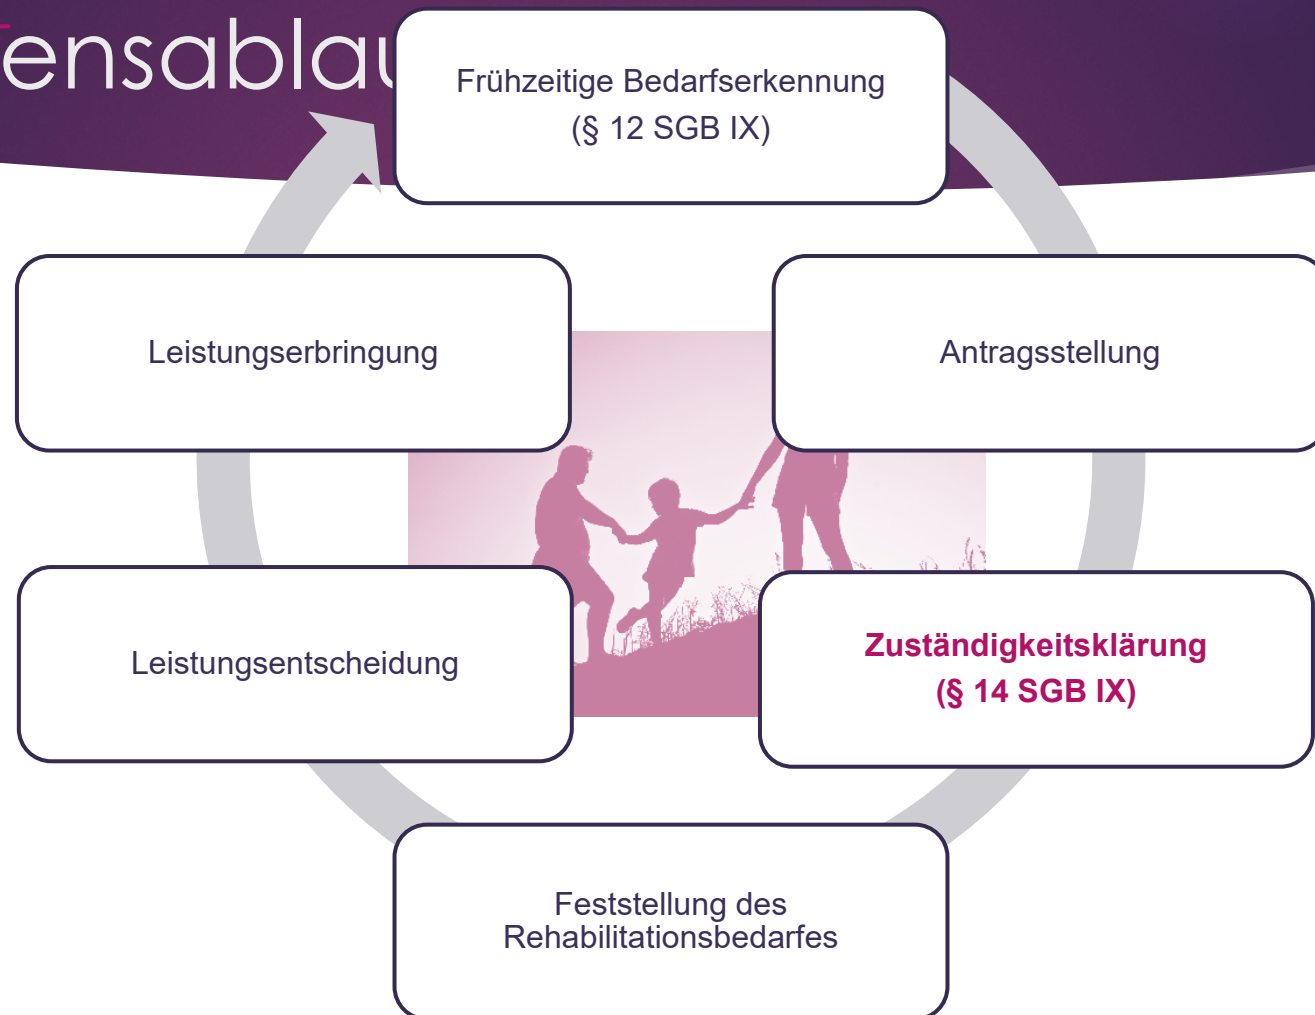 ensablau
Frühzeitige Bedarfserkennung
(§ 12 SGB IX)
Antragsstellung
Zuständigkeitsklärung
(§ 14 SGB IX)
Feststellung des
Rehabilitationsbedarfes
Leistungsentscheidung
Leistungserbringung